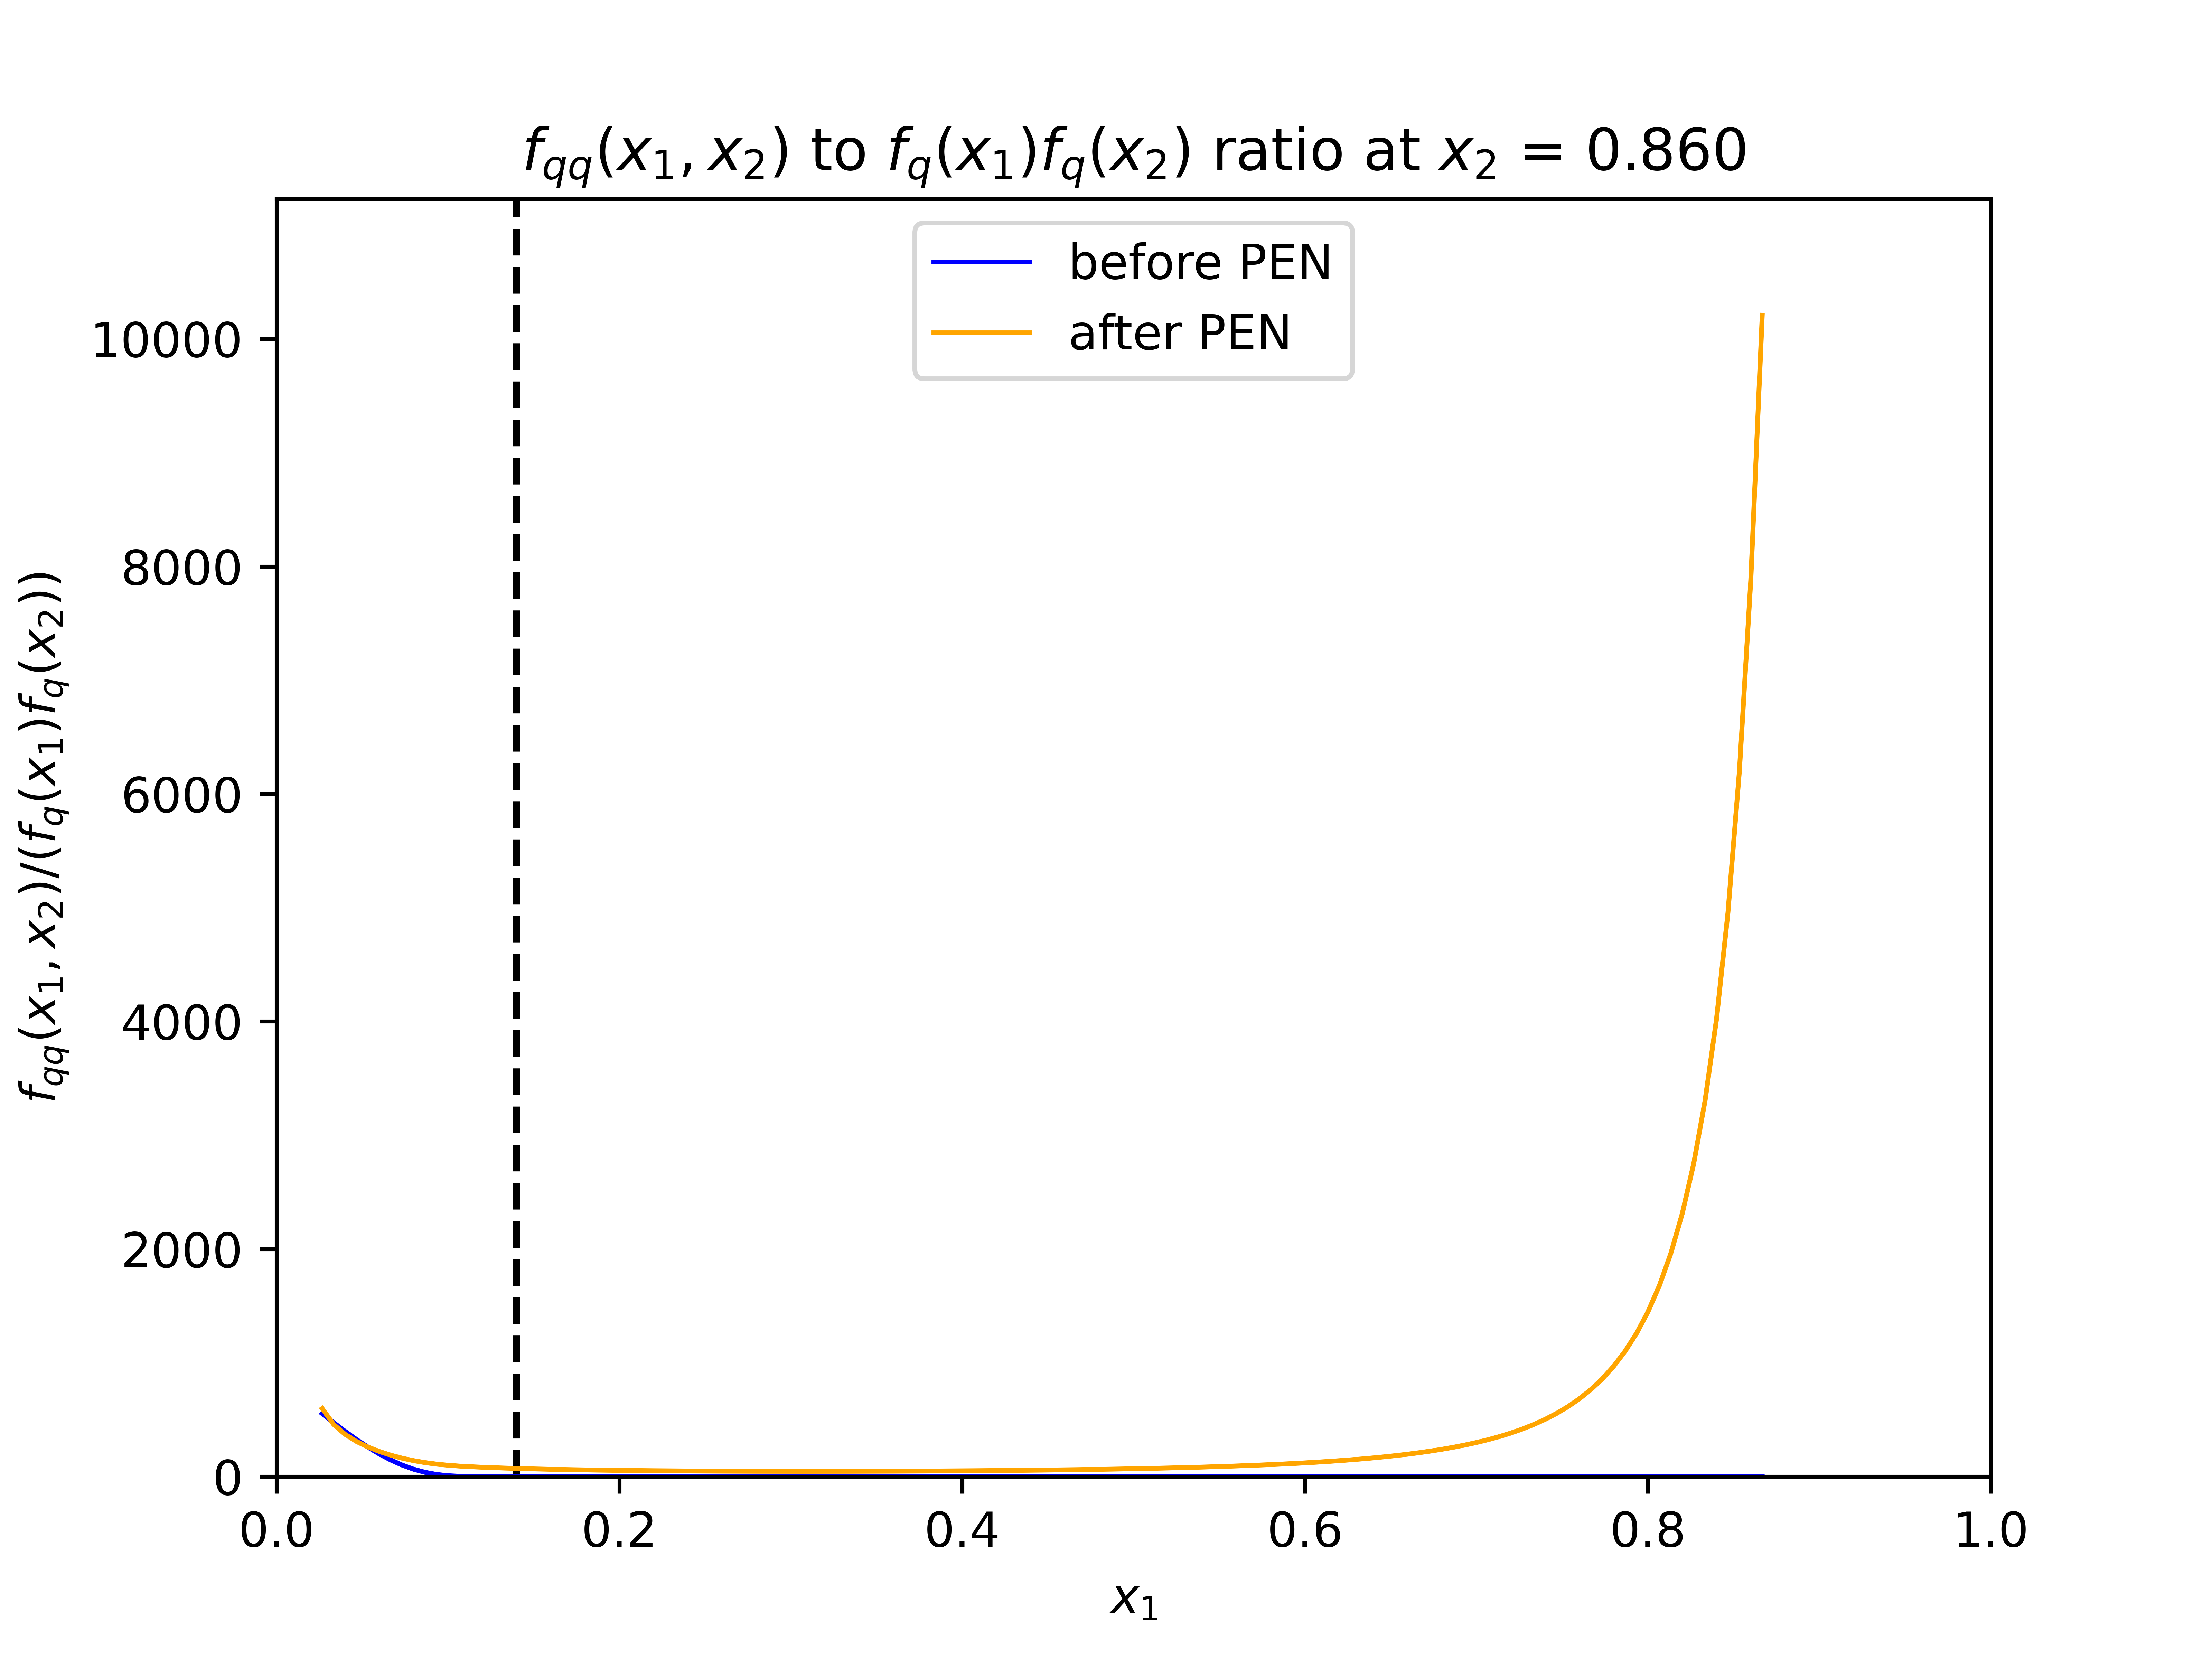 f_qq(x_1, x_2) to f_q(x_1)f_q(x_2) ratio at x_2 = 0.860
before PEN
after PEN
f_qq(x_1, x_2)/(f_q(x_1)f_q(x_2))
10000
8000
6000
4000
2000
0
0.0 0.2 0.4 0.6 0.8 1.0
x_1